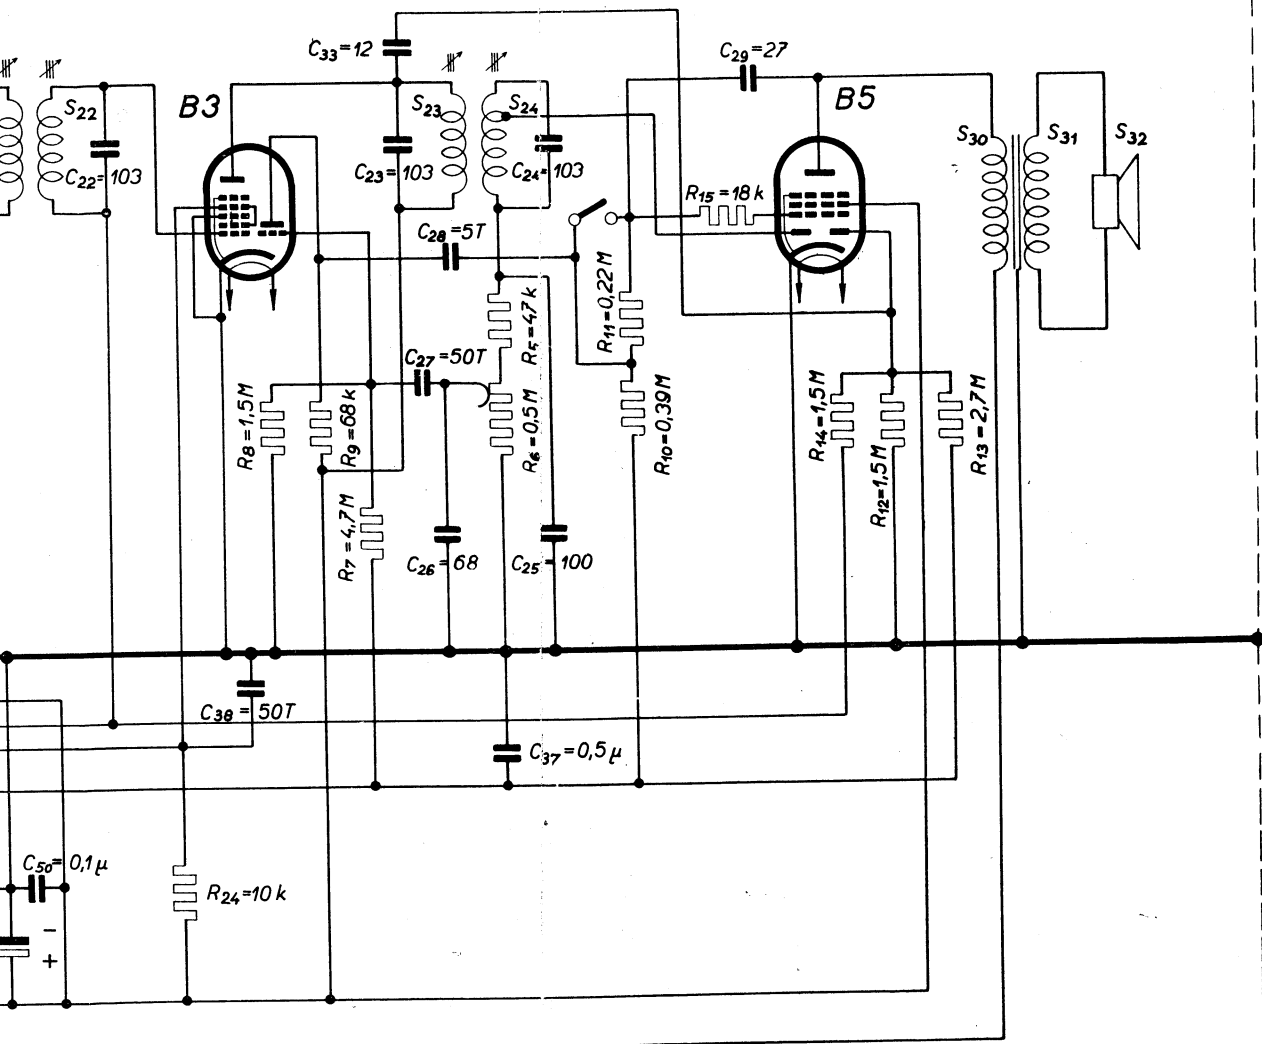 C33=12
C29=27
B3
B5
S22
S23
S24
S30
S31
S32
C22=103
C23=103
C24=103
R15=18k
C28=5T
R5=47k
R11=0,22M
C27=50T
R8=1,5M
R9=68k
R6=0,5M
R10=0,39M
R14=1,5M
R12=1,5M
R13=2,7M
R7=4,7M
C26=68
C25=100
C38=50T
C37=0,5µ
C50=0,1µ
R24=10k
−
+